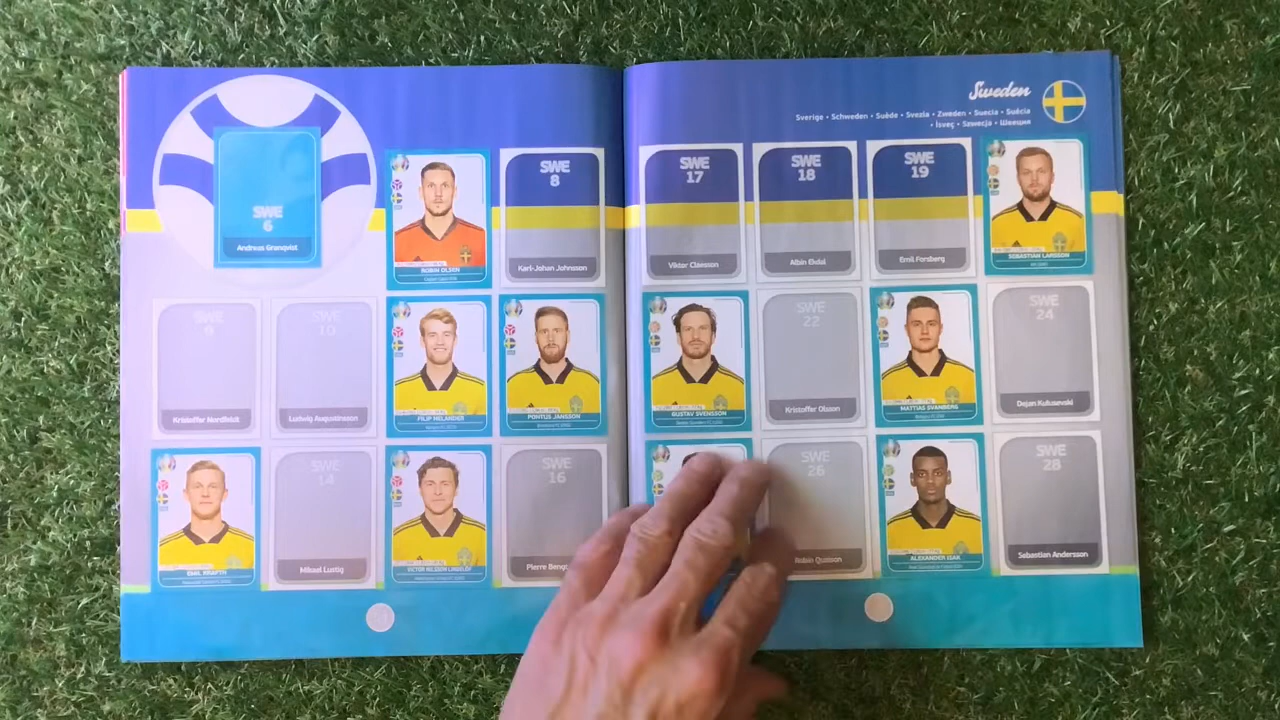 Sweden
Sverige • Schweden • Suède • Svezia • Zweden • Suecia • Suécia
• İsveç • Szwecja • Швеция
SWE
6
Andreas Granqvist
ROBIN OLSEN
SWE
8
Karl-Johan Johnsson
SWE
17
Viktor Claesson
SWE
18
Albin Ekdal
SWE
19
Emil Forsberg
SEBASTIAN LARSSON
SWE
9
Kristoffer Nordfeldt
SWE
10
Ludwig Augustinsson
FILIP HELANDER
PONTUS JANSSON
GUSTAV SVENSSON
SWE
22
Kristoffer Olsson
MATTIAS SVANBERG
SWE
24
Dejan Kulusevski
EMIL KRAFTH
SWE
14
Mikael Lustig
VICTOR NILSSON LINDELÖF
SWE
16
Pierre Bengt
SWE
26
Robin Quaison
ALEXANDER ISAK
SWE
28
Sebastian Andersson